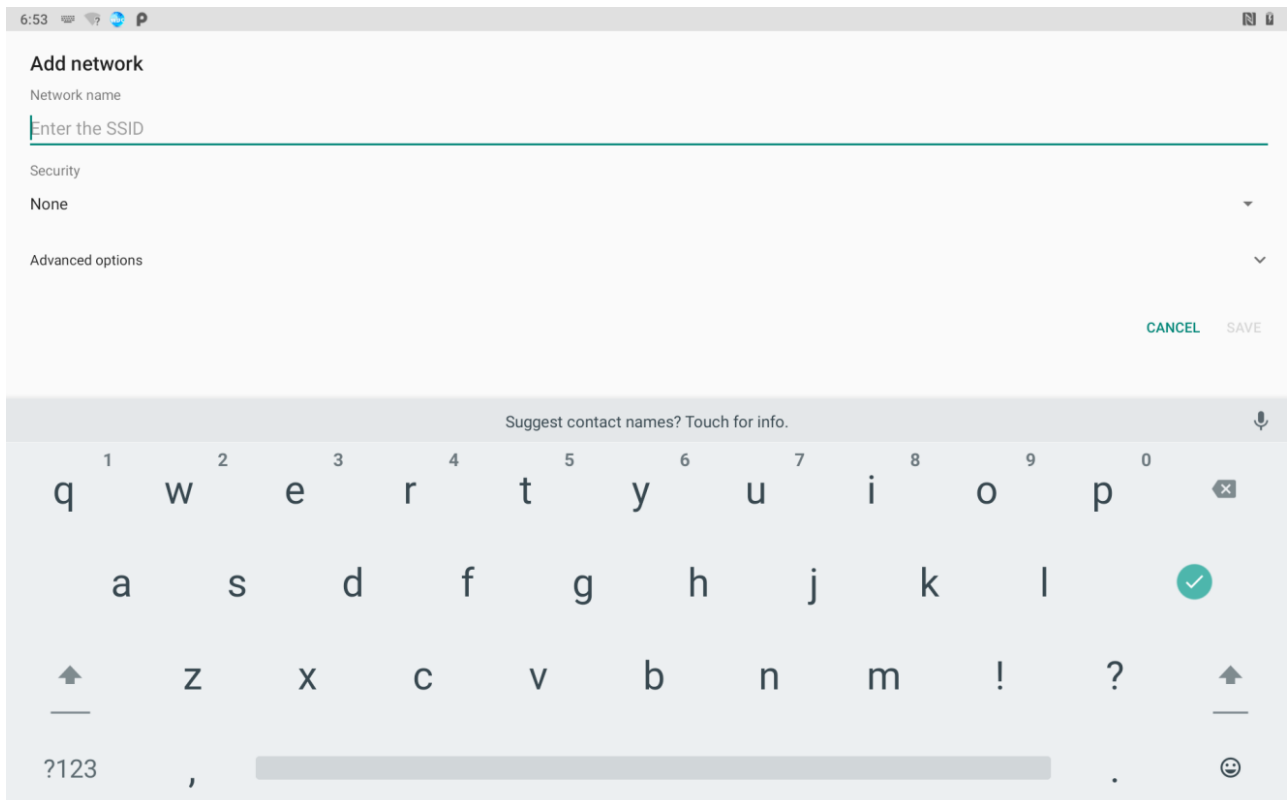 6:53
Add network
Network name
Enter the SSID
Security
None
Advanced options
CANCEL SAVE
Suggest contact names? Touch for info.
1 2 3 4 5 6 7 8 9 0
q w e r t y u i o p
a s d f g h j k l
z x c v b n m ! ?
?123 , .